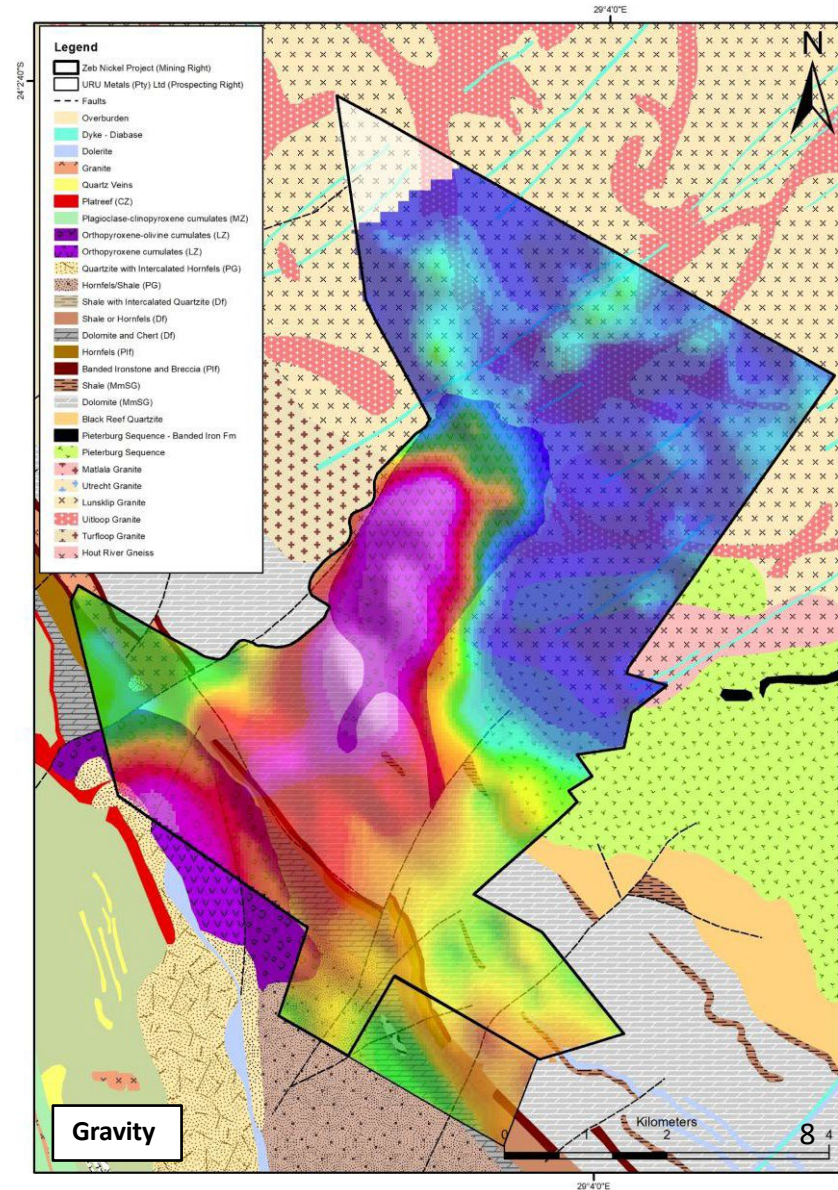 29°4'0"E
24°2'40"S
N
Legend
Zeb Nickel Project (Mining Right)
URU Metals (Pty) Ltd (Prospecting Right)
Faults
Overburden
Dyke - Diabase
Dolerite
Granite
Quartz Veins
Platreef (CZ)
Plagioclase-clinopyroxene cumulates (MZ)
Orthopyroxene-olivine cumulates (LZ)
Orthopyroxene cumulates (LZ)
Quartzite with Intercalated Hornfels (PG)
Hornfels/Shale (PG)
Shale with Intercalated Quartzite (Df)
Shale or Hornfels (Df)
Dolomite and Chert (Df)
Hornfels (Plf)
Banded Ironstone and Breccia (Plf)
Shale (MmSG)
Dolomite (MmSG)
Black Reef Quartzite
Pieterburg Sequence - Banded Iron Fm
Pieterburg Sequence
Matlala Granite
Utrecht Granite
Lunsklip Granite
Uitloop Granite
Turfloop Granite
Hout River Gneiss
Gravity
Kilometers
0 1 2 4
8
29°4'0"E